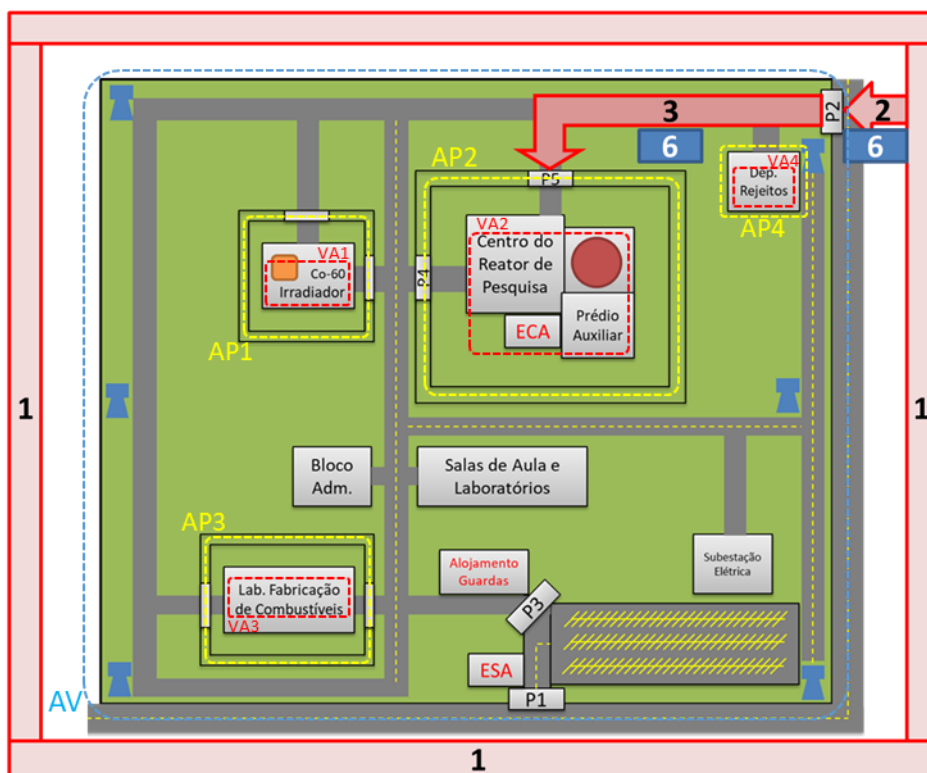 P2
2
3
6
6
AP2
P5
VA4
Dep.
Rejeitos
AP4
VA1
Co-60
Irradiador
AP1
P4
VA2
Centro do
Reator de
Pesquisa
ECA
Prédio
Auxiliar
1
1
Bloco
Adm.
Salas de Aula e
Laboratórios
AP3
Lab. Fabricação
de Combustíveis
VA3
Alojamento
Guardas
P3
Subestação
Elétrica
ESA
P1
AV
1